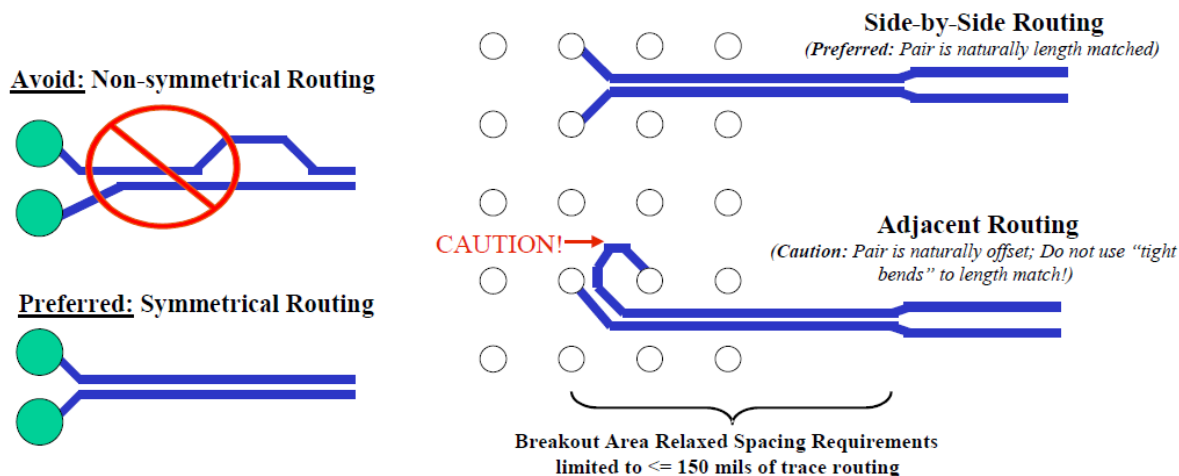 Avoid: Non-symmetrical Routing
Preferred: Symmetrical Routing
Side-by-Side Routing
(Preferred: Pair is naturally length matched)
CAUTION!
Adjacent Routing
(Caution: Pair is naturally offset; Do not use “tight
bends” to length match!)
Breakout Area Relaxed Spacing Requirements
limited to <= 150 mils of trace routing